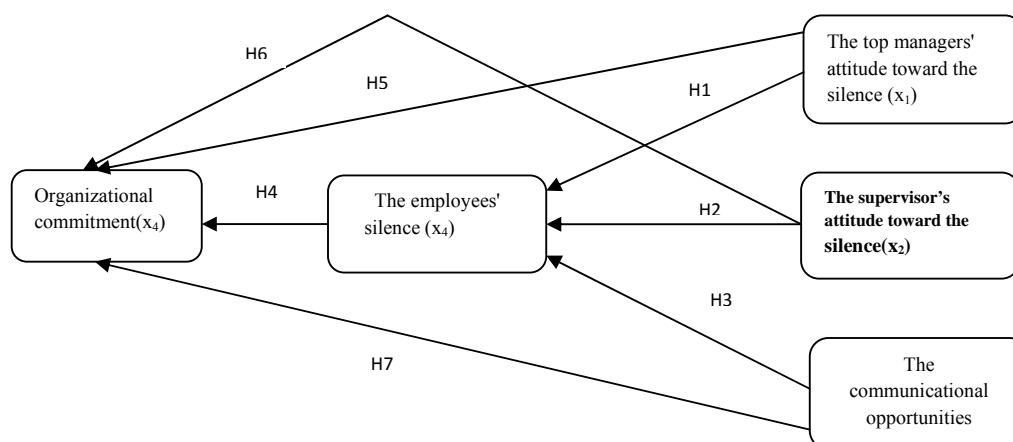 H6
H5
H1
The top managers'
attitude toward the
silence (x₁)
Organizational
commitment(x₄)
H4
The employees'
silence (x₄)
H2
The supervisor's
attitude toward the
silence(x₂)
H3
H7
The
communicational
opportunities